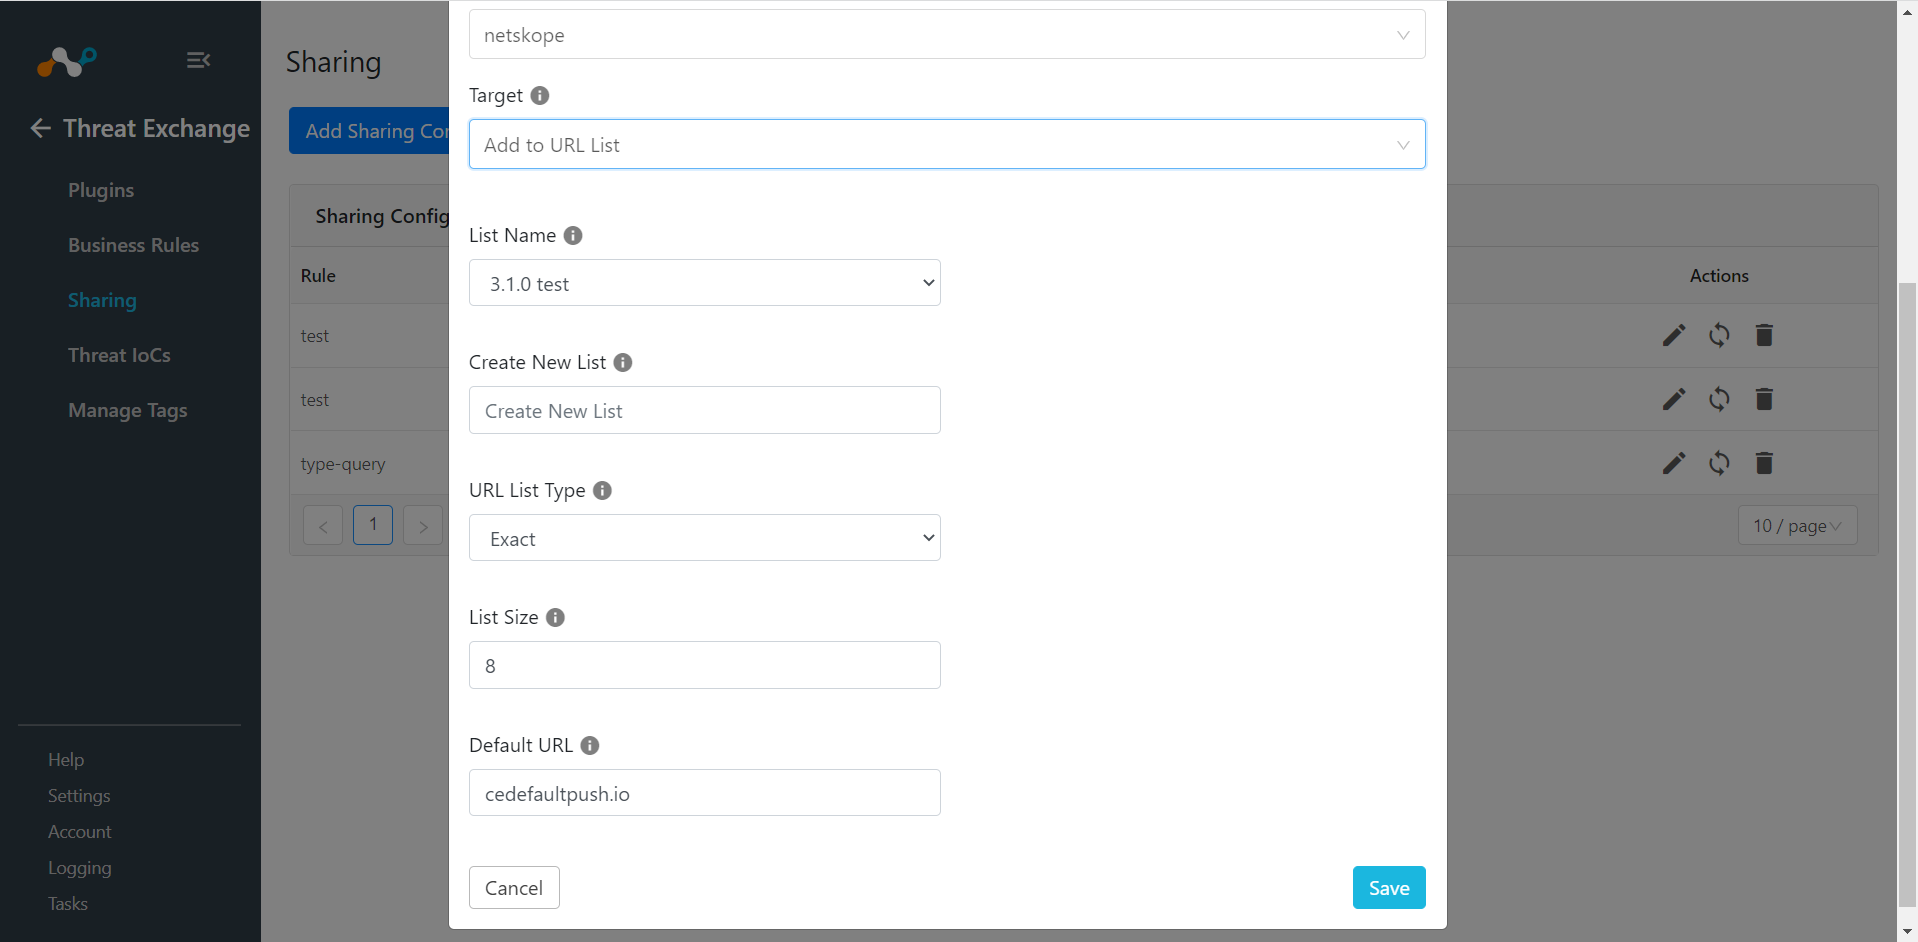 Threat Exchange
Plugins
Business Rules
Sharing
Threat IoCs
Manage Tags
Help
Settings
Account
Logging
Tasks
Sharing
Add Sharing Con
Sharing Config
Rule
Actions
test
test
type-query
1
10 / page
netskope
Target
Add to URL List
List Name
3.1.0 test
Create New List
Create New List
URL List Type
Exact
List Size
8
Default URL
cedefaultpush.io
Cancel
Save